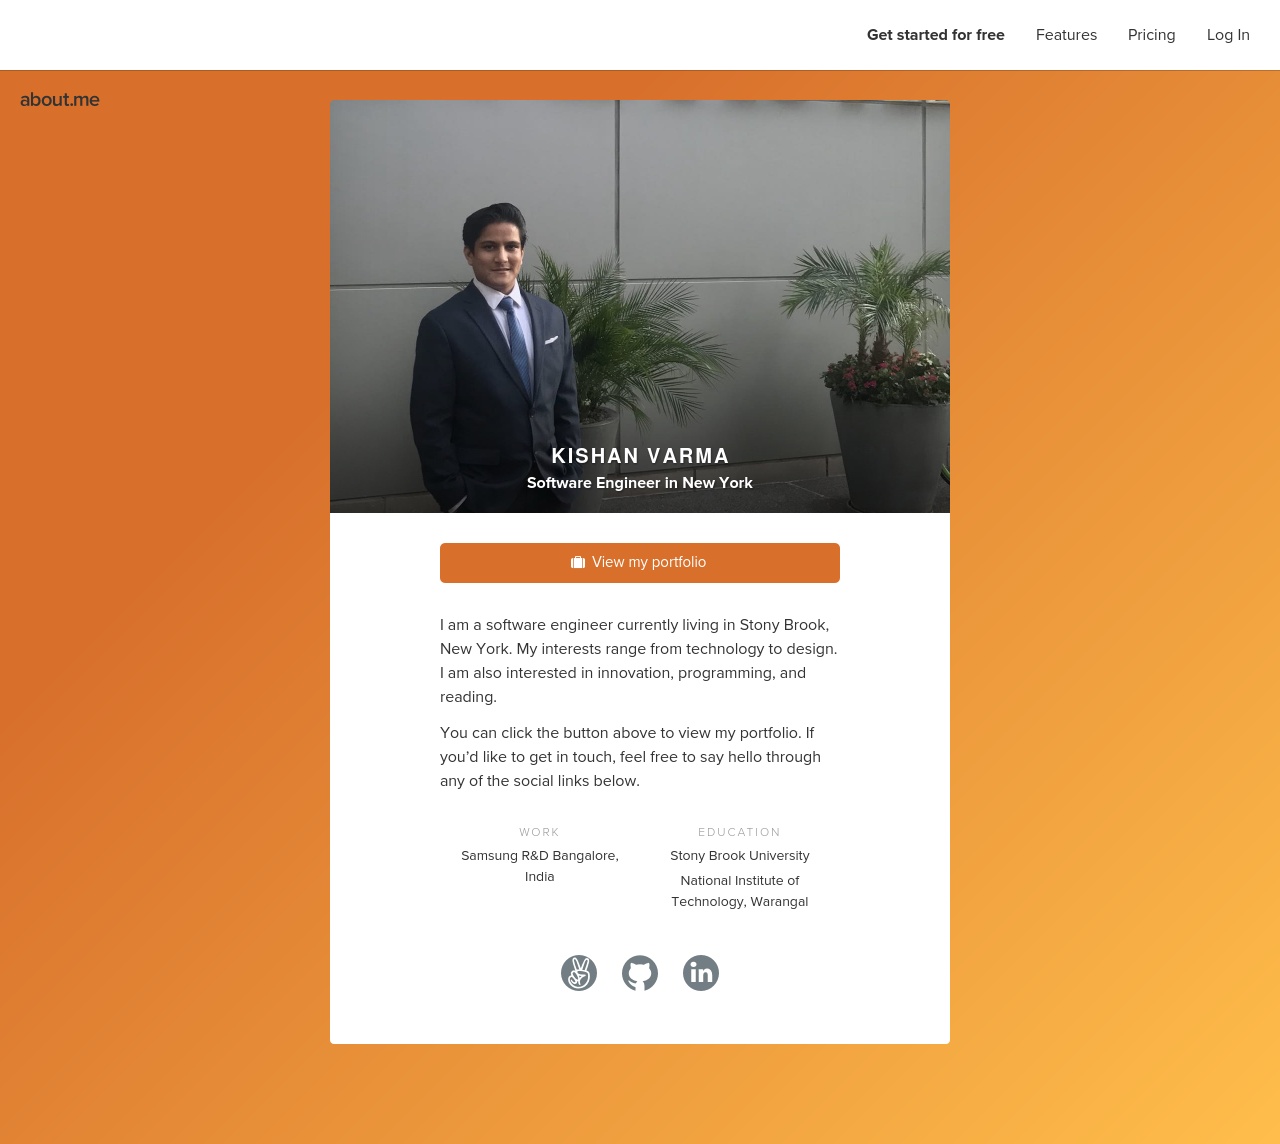 Get started for free Features Pricing Log In
about.me
KISHAN VARMA
Software Engineer in New York
View my portfolio
I am a software engineer currently living in Stony Brook,
New York. My interests range from technology to design.
I am also interested in innovation, programming, and
reading.
You can click the button above to view my portfolio. If
you’d like to get in touch, feel free to say hello through
any of the social links below.
WORK
Samsung R&D Bangalore,
India
EDUCATION
Stony Brook University
National Institute of
Technology, Warangal
in